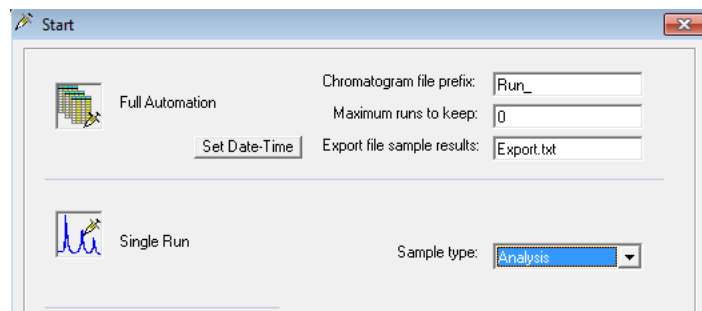 Start
Chromatogram file prefix: Run_
Full Automation
Maximum runs to keep: 0
Set Date-Time
Export file sample results: Export.txt
Single Run
Sample type: Analysis